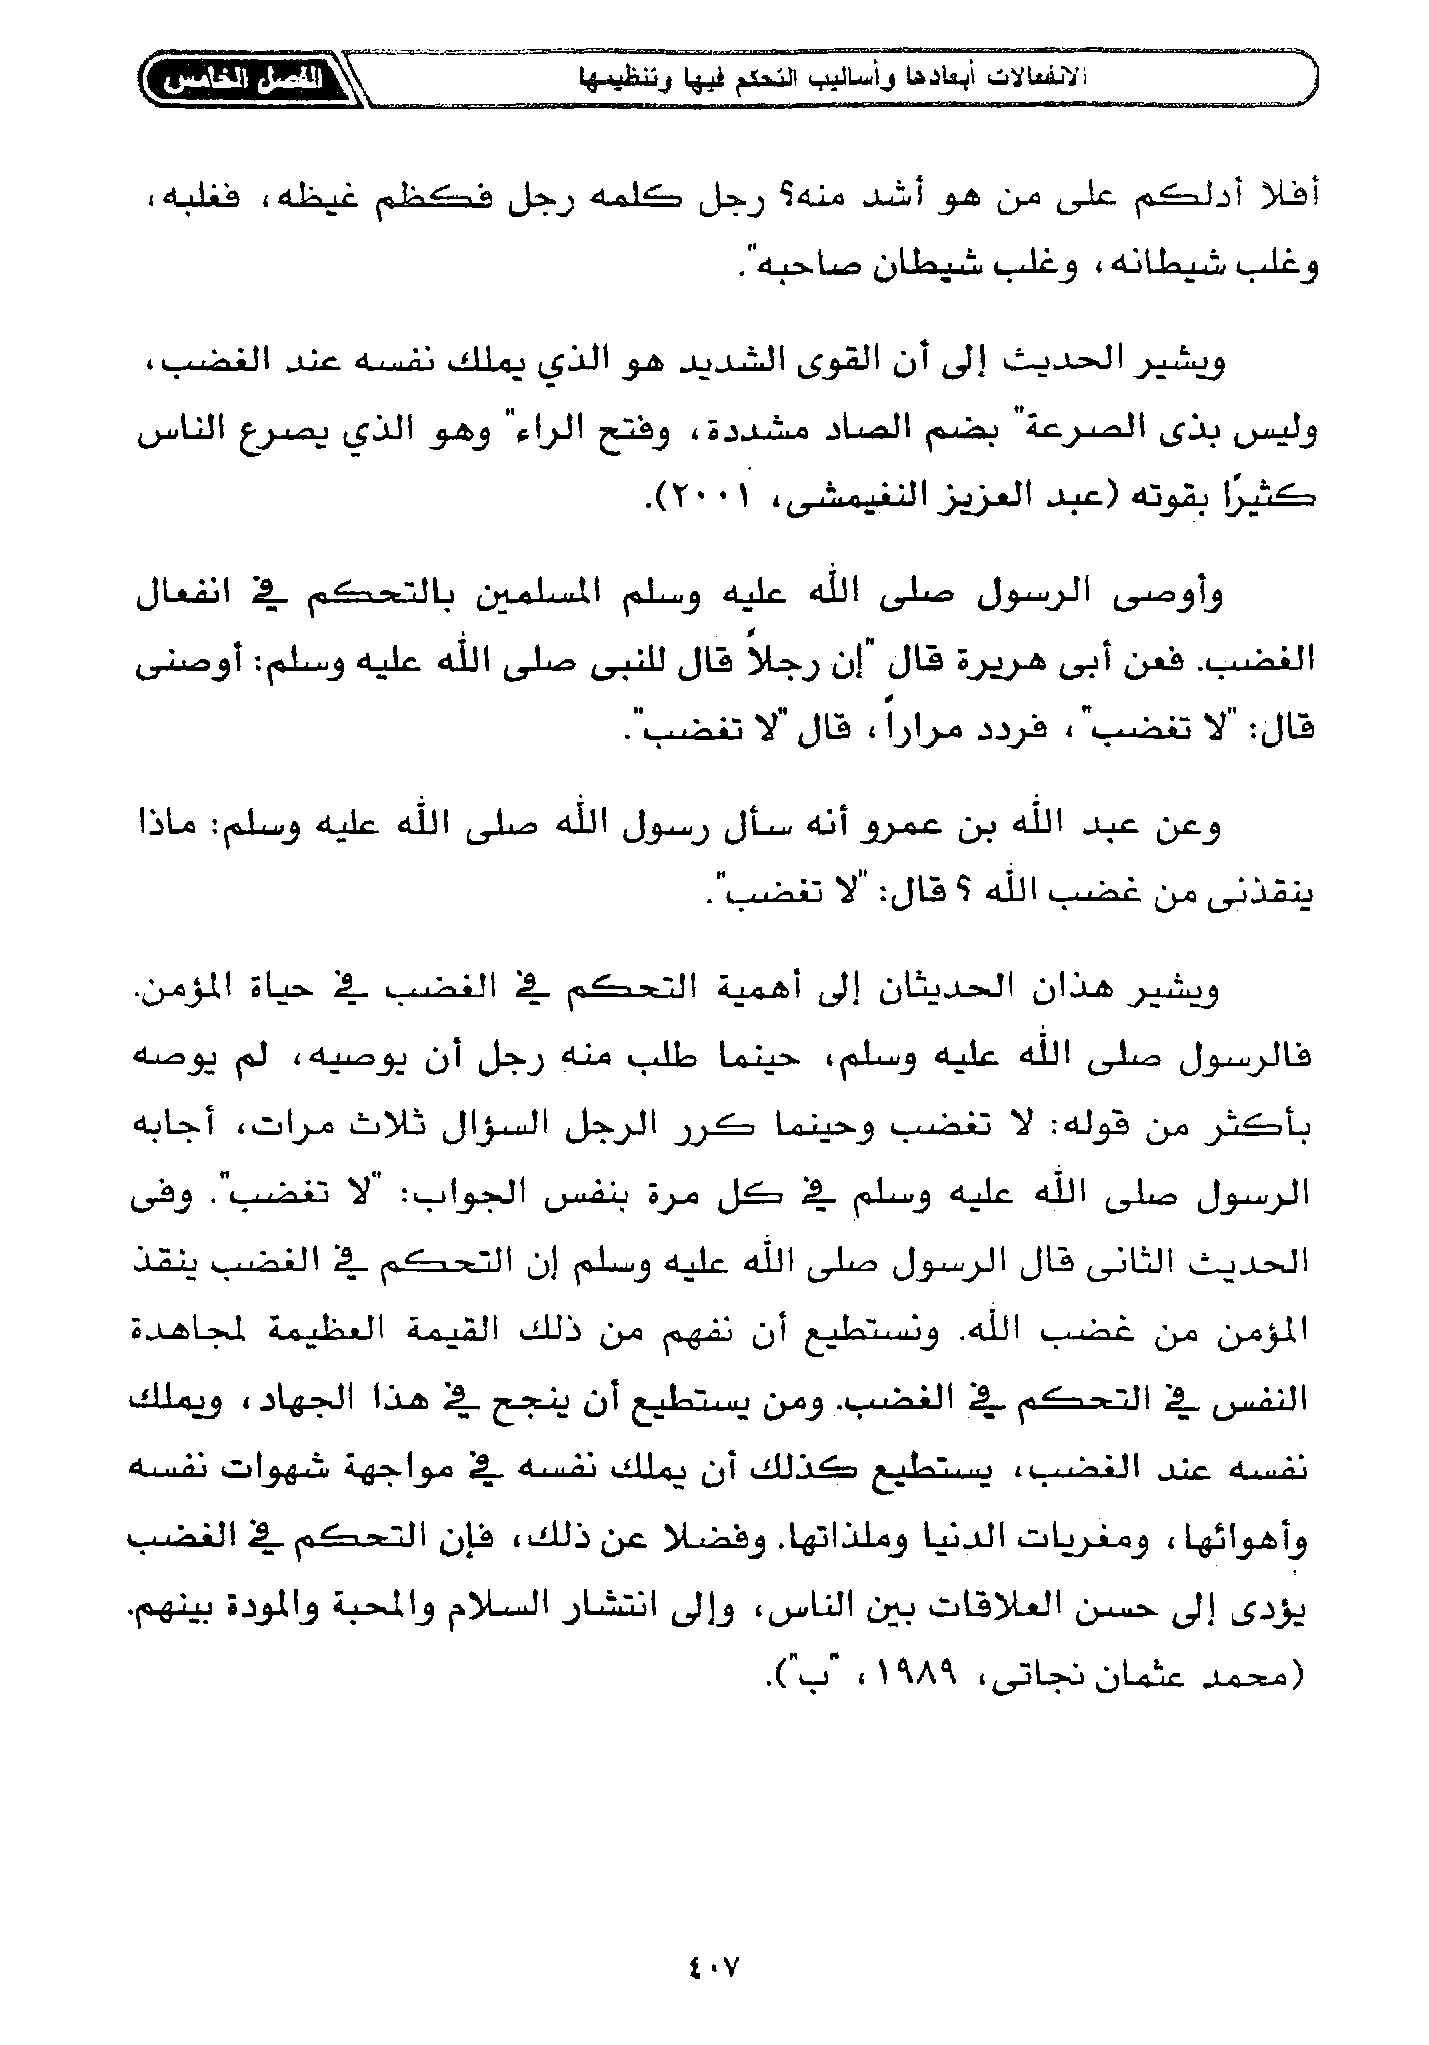 الانفعالات أبعادها وأساليب التحكم فيها وتنظيمها
الفصل الخامس
أفلا أدلكم على من هو أشد منه؟ رجل كلمه رجل فكظم غيظه، فغلبه،
وغلب شيطانه، وغلب شيطان صاحبه".
ويشير الحديث إلى أن القوى الشديد هو الذي يملك نفسه عند الغضب،
وليس بذى الصرعة" بضم الصاد مشددة، وفتح الراء" وهو الذي يصرع الناس
كثيرًا بقوته (عبد العزيز النغيمشى، ٢٠٠١).
وأوصى الرسول صلى الله عليه وسلم المسلمين بالتحكم في انفعال
الغضب. فعن أبى هريرة قال "إن رجلاً قال للنبى صلى الله عليه وسلم: أوصنى
قال: "لا تغضب"، فردد مراراً، قال "لا تغضب".
وعن عبد الله بن عمرو أنه سأل رسول الله صلى الله عليه وسلم: ماذا
ينقذنى من غضب الله ؟ قال: "لا تغضب".
ويشير هذان الحديثان إلى أهمية التحكم في الغضب في حياة المؤمن.
فالرسول صلى الله عليه وسلم، حينما طلب منه رجل أن يوصيه، لم يوصه
بأكثر من قوله: لا تغضب وحينما كرر الرجل السؤال ثلاث مرات، أجابه
الرسول صلى الله عليه وسلم في كل مرة بنفس الجواب: "لا تغضب". وفى
الحديث الثانى قال الرسول صلى الله عليه وسلم إن التحكم في الغضب ينقذ
المؤمن من غضب الله. ونستطيع أن نفهم من ذلك القيمة العظيمة لمجاهدة
النفس في التحكم في الغضب. ومن يستطيع أن ينجح في هذا الجهاد، ويملك
نفسه عند الغضب، يستطيع كذلك أن يملك نفسه في مواجهة شهوات نفسه
وأهوائها، ومغريات الدنيا وملذاتها. وفضلا عن ذلك، فإن التحكم في الغضب
يؤدى إلى حسن العلاقات بين الناس، وإلى انتشار السلام والمحبة والمودة بينهم.
(محمد عثمان نجاتى، ١٩٨٩، "ب").
٤٠٧